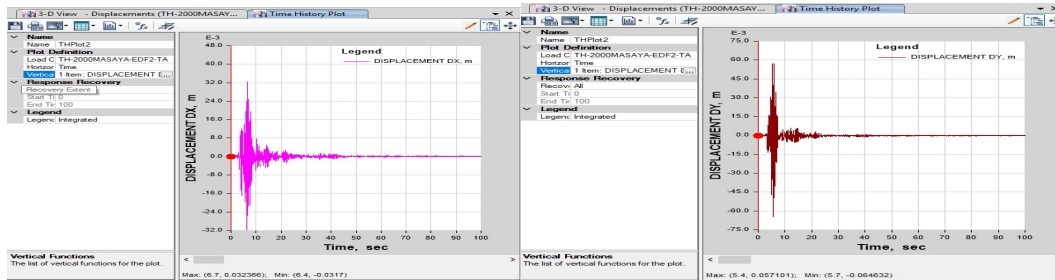 3-D View - Displacements (TH-2000MASAY...
Time History Plot
Name
Name THPlot2
Plot Definition
Load C TH-2000MASAYA-EDF2-TA
Horizor Time
Vertica 1 Item: DISPLACEMENT D...
Response Recovery
Recovery Extent
Start Ti 0
End Tir 100
Legend
Legenc Integrated
Vertical Functions
The list of vertical functions for the plot.
E-3
48.0
40.0
32.0
24.0
16.0
8.0
0.0
-8.0
-16.0
-24.0
-32.0
DISPLACEMENT DX, m
Legend
DISPLACEMENT DX, m
0 10 20 30 40 50 60 70 80 90 100
Time, sec
Max: (6.7, 0.032366); Min: (6.4, -0.0317)
3-D View - Displacements (TH-2000MASAY...
Time History Plot
Name
Name THPlot2
Plot Definition
Load C TH-2000MASAYA-EDF2-TA
Horizor Time
Vertica 1 Item: DISPLACEMENT D...
Response Recovery
Recove All
Start Ti 0
End Tir 100
Legend
Legenc Integrated
Vertical Functions
The list of vertical functions for the plot.
E-3
75.0
60.0
45.0
30.0
15.0
0.0
-15.0
-30.0
-45.0
-60.0
-75.0
DISPLACEMENT DY, m
Legend
DISPLACEMENT DY, m
0 10 20 30 40 50 60 70 80 90 100
Time, sec
Max: (5.4, 0.057101); Min: (5.7, -0.064632)